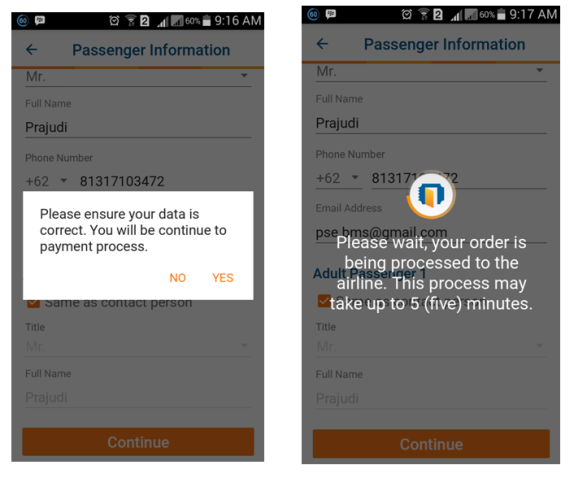 60% 9:16 AM
Passenger Information
Mr.
Full Name
Prajudi
Phone Number
+62 81317103472
Please ensure your data is
correct. You will be continue to
payment process.
NO YES
Same as contact person
Title
Mr.
Full Name
Prajudi
Continue
60% 9:17 AM
Passenger Information
Mr.
Full Name
Prajudi
Phone Number
+62
Email Address
pse.bms@gmail.com
Please wait, your order is
being processed to the
airline. This process may
take up to 5 (five) minutes.
Adult Passenger 1
Title
Mr.
Full Name
Prajudi
Continue